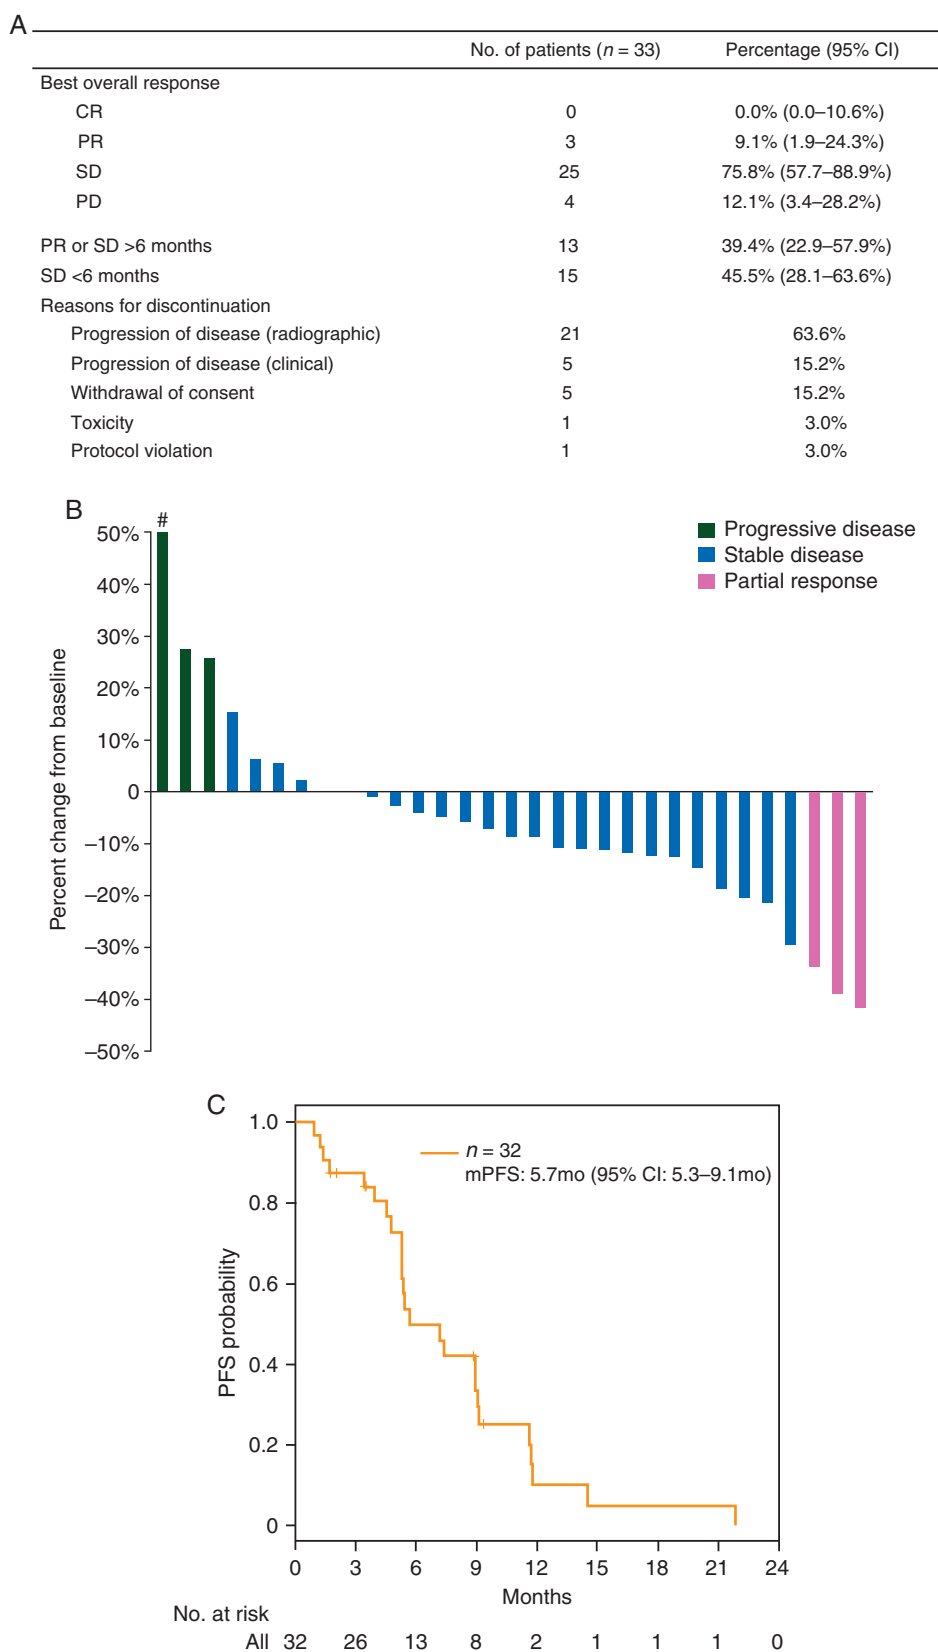 A
No. of patients (n = 33) Percentage (95% CI)
Best overall response
CR 0 0.0% (0.0–10.6%)
PR 3 9.1% (1.9–24.3%)
SD 25 75.8% (57.7–88.9%)
PD 4 12.1% (3.4–28.2%)
PR or SD >6 months 13 39.4% (22.9–57.9%)
SD <6 months 15 45.5% (28.1–63.6%)
Reasons for discontinuation
Progression of disease (radiographic) 21 63.6%
Progression of disease (clinical) 5 15.2%
Withdrawal of consent 5 15.2%
Toxicity 1 3.0%
Protocol violation 1 3.0%
B
#
Progressive disease
Stable disease
Partial response
Percent change from baseline
50%
40%
30%
20%
10%
0
–10%
–20%
–30%
–40%
–50%
C
n = 32
mPFS: 5.7mo (95% CI: 5.3–9.1mo)
PFS probability
1.0
0.8
0.6
0.4
0.2
0
0 3 6 9 12 15 18 21 24
Months
No. at risk
All 32 26 13 8 2 1 1 1 0